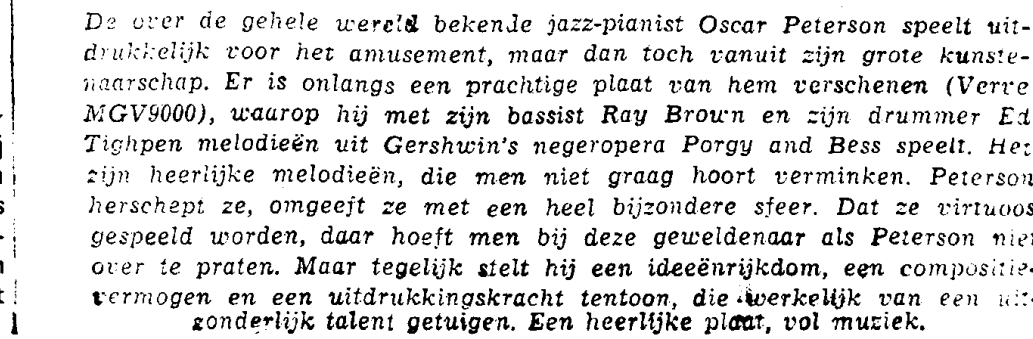 De over de gehele wereld bekende jazz-pianist Oscar Peterson speelt uit-
drukkelijk voor het amusement, maar dan toch vanuit zijn grote kunste-
naarschap. Er is onlangs een prachtige plaat van hem verschenen (Verve
MGV9000), waarop hij met zijn bassist Ray Brown en zijn drummer Ed
Tighpen melodieën uit Gershwin's negeropera Porgy and Bess speelt. Het
zijn heerlijke melodieën, die men niet graag hoort verminken. Peterson
herschept ze, omgeeft ze met een heel bijzondere sfeer. Dat ze virtuoos
gespeeld worden, daar hoeft men bij deze geweldenaar als Peterson niet
over te praten. Maar tegelijk stelt hij een ideeënrijkdom, een compositie-
vermogen en een uitdrukkingskracht tentoon, die werkelijk van een uit-
zonderlijk talent getuigen. Een heerlijke plaat, vol muziek.